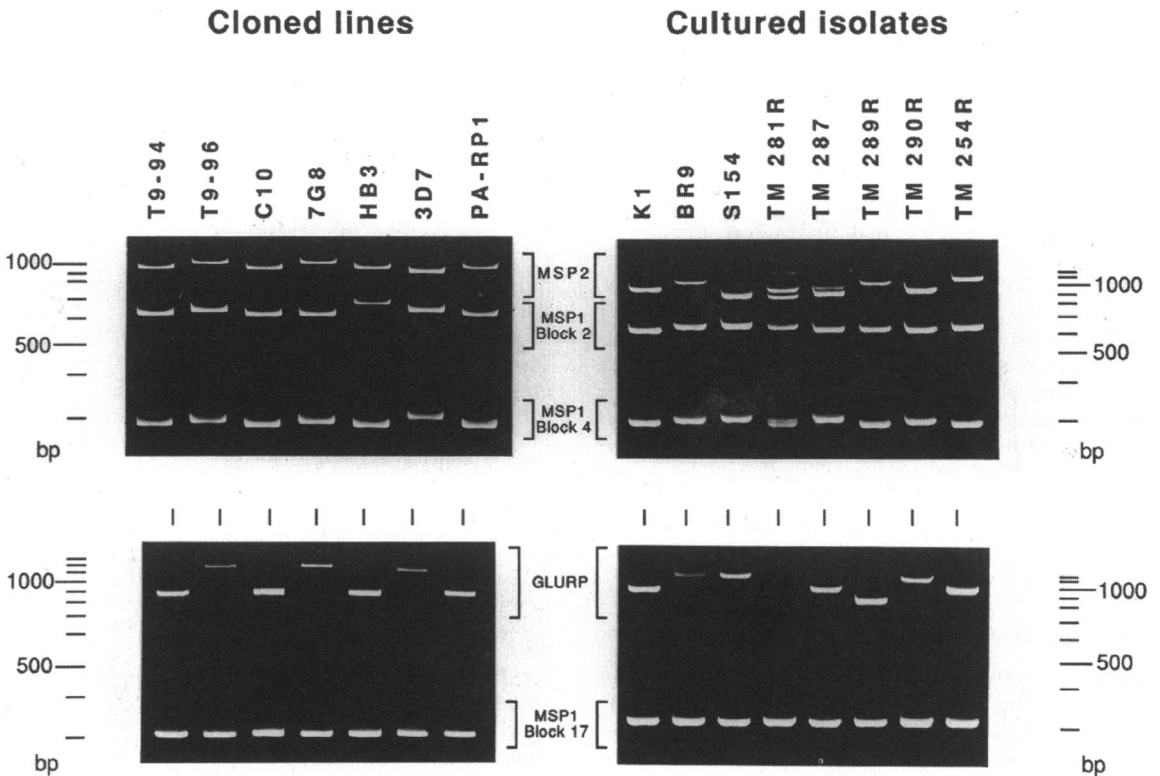 Cloned lines
Cultured isolates
T9-94
T9-96
C10
7G8
HB3
3D7
PA-RP1
K1
BR9
S154
TM 281R
TM 287
TM 289R
TM 290R
TM 254R
1000
500
bp
MSP2
MSP1
Block 2
MSP1
Block 4
1000
500
bp
1000
500
bp
GLURP
MSP1
Block 17
1000
500
bp